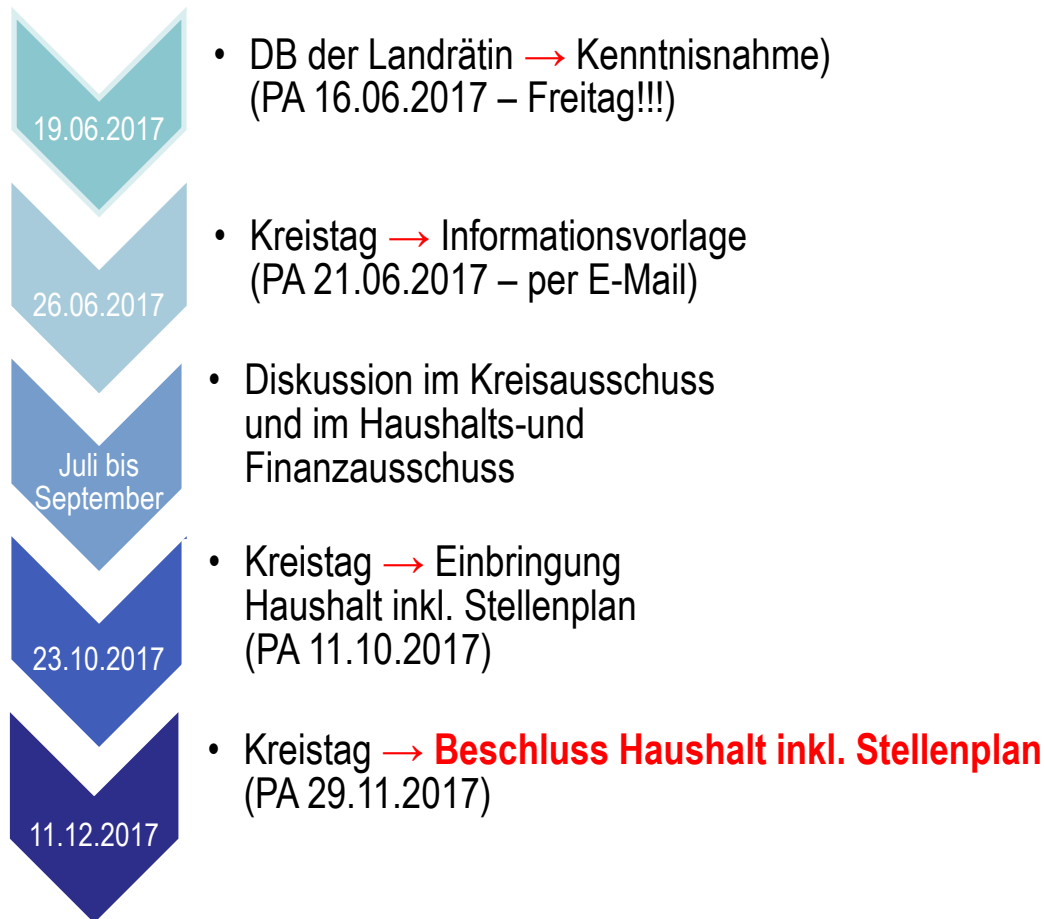 19.06.2017
• DB der Landrätin → Kenntnisnahme)
(PA 16.06.2017 – Freitag!!!)
26.06.2017
• Kreistag → Informationsvorlage
(PA 21.06.2017 – per E-Mail)
Juli bis
September
• Diskussion im Kreisausschuss
und im Haushalts-und
Finanzausschuss
23.10.2017
• Kreistag → Einbringung
Haushalt inkl. Stellenplan
(PA 11.10.2017)
11.12.2017
• Kreistag → Beschluss Haushalt inkl. Stellenplan
(PA 29.11.2017)